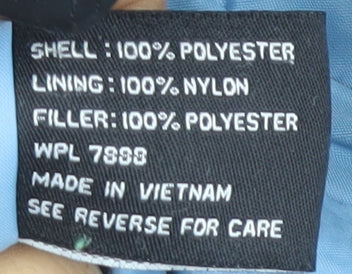 SHELL : 100% POLYESTER
LINING: 100% NYLON
FILLER: 100% POLYESTER
WPL 7888
MADE IN VIETNAM
SEE REVERSE FOR CARE